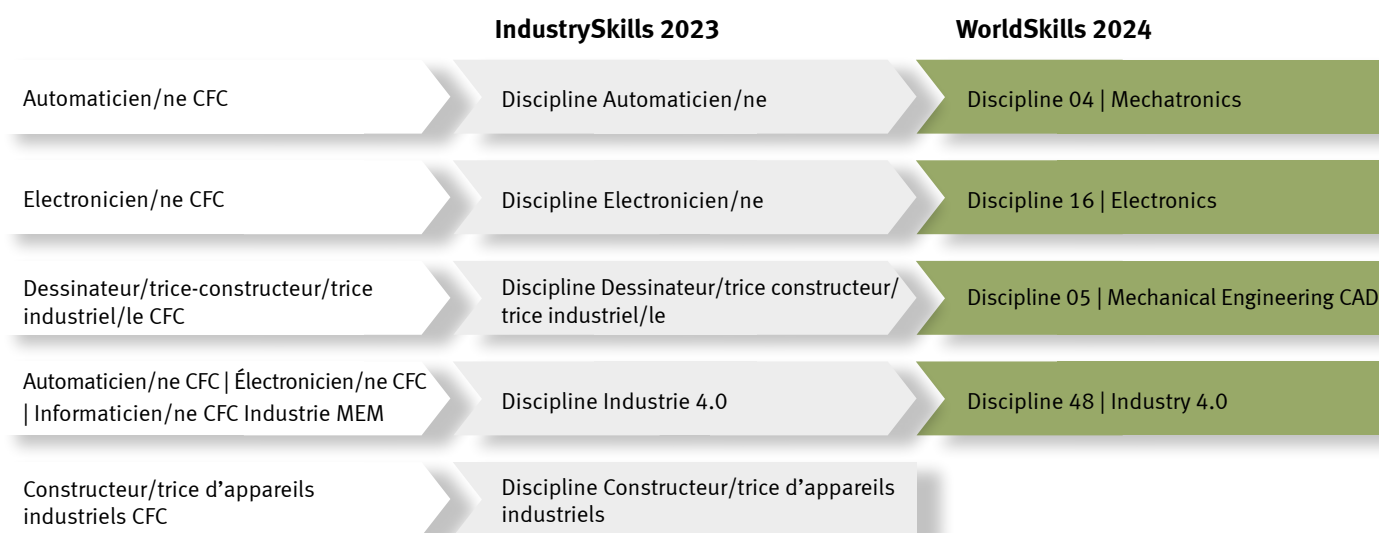 IndustrySkills 2023
WorldSkills 2024
Automaticien/ne CFC
Discipline Automaticien/ne
Discipline 04 | Mechatronics
Electronicien/ne CFC
Discipline Electronicien/ne
Discipline 16 | Electronics
Dessinateur/trice-constructeur/trice
industriel/le CFC
Discipline Dessinateur/trice constructeur/
trice industriel/le
Discipline 05 | Mechanical Engineering CAD
Automaticien/ne CFC | Électronicien/ne CFC
| Informaticien/ne CFC Industrie MEM
Discipline Industrie 4.0
Discipline 48 | Industry 4.0
Constructeur/trice d’appareils
industriels CFC
Discipline Constructeur/trice d’appareils
industriels